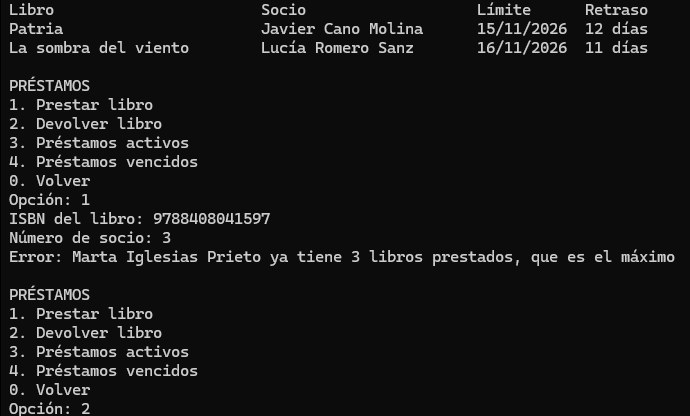 Libro Socio Límite Retraso
Patria Javier Cano Molina 15/11/2026 12 días
La sombra del viento Lucía Romero Sanz 16/11/2026 11 días
PRÉSTAMOS
1. Prestar libro
2. Devolver libro
3. Préstamos activos
4. Préstamos vencidos
0. Volver
Opción: 1
ISBN del libro: 9788408041597
Número de socio: 3
Error: Marta Iglesias Prieto ya tiene 3 libros prestados, que es el máximo
PRÉSTAMOS
1. Prestar libro
2. Devolver libro
3. Préstamos activos
4. Préstamos vencidos
0. Volver
Opción: 2